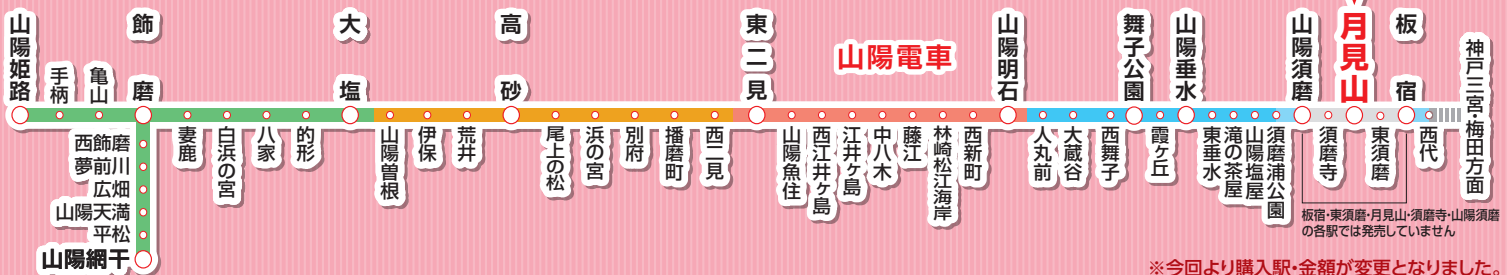 山陽電車
山陽姫路
手柄
亀山
飾磨
妻鹿
白浜の宮
八家
的形
大塩
山陽曽根
伊保
荒井
高砂
尾上の松
浜の宮
別府
播磨町
西二見
東二見
山陽魚住
西江井ヶ島
江井ヶ島
中八木
藤江
林崎松江海岸
西新町
山陽明石
人丸前
大蔵谷
西舞子
舞子公園
霞ヶ丘
山陽垂水
東垂水
滝の茶屋
山陽塩屋
須磨浦公園
山陽須磨
須磨寺
月見山
東須磨
板宿
西代
神戸三宮・梅田方面
西飾磨
夢前川
広畑
山陽天満
平松
山陽網干
板宿・東須磨・月見山・須磨寺・山陽須磨
の各駅では発売していません
※今回より購入駅・金額が変更となりました。